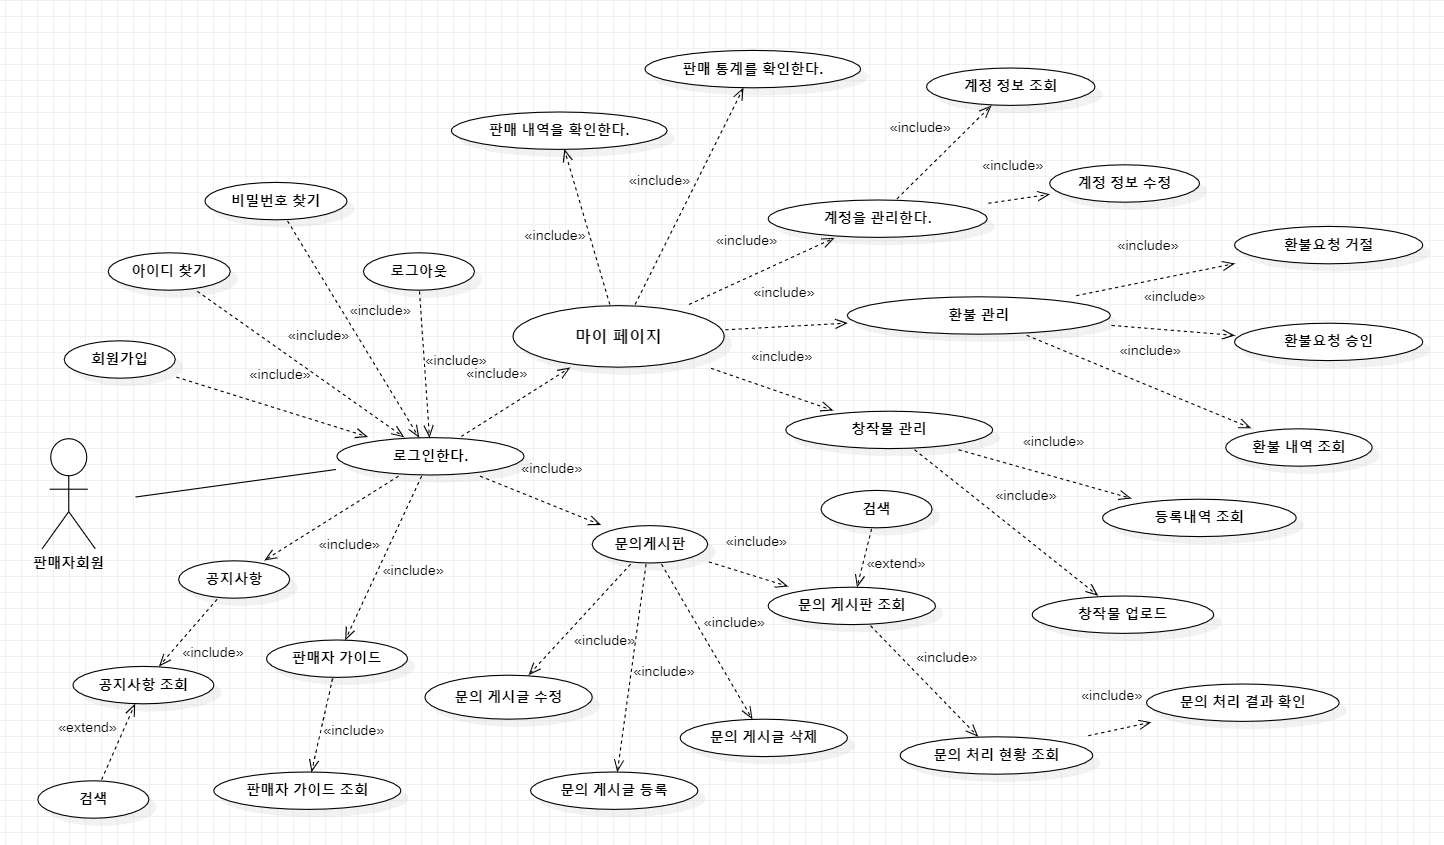 판매 통계를 확인한다.
계정 정보 조회
판매 내역을 확인한다.
«include»
«include»
계정 정보 수정
«include»
비밀번호 찾기
계정을 관리한다.
«include»
«include»
«include»
환불요청 거절
아이디 찾기
로그아웃
«include»
«include»
«include»
환불 관리
«include»
마이 페이지
환불요청 승인
회원가입
«include»
«include»
«include»
«include»
«include»
창작물 관리
«include»
환불 내역 조회
로그인한다.
«include»
«include»
검색
등록내역 조회
판매자회원
«include»
«include»
문의게시판
«include»
«extend»
공지사항
문의 게시판 조회
창작물 업로드
«include»
«include»
«include»
«include»
판매자 가이드
«include»
공지사항 조회
문의 게시글 수정
«include»
문의 처리 결과 확인
«extend»
«include»
문의 게시글 삭제
문의 처리 현황 조회
검색
판매자 가이드 조회
문의 게시글 등록